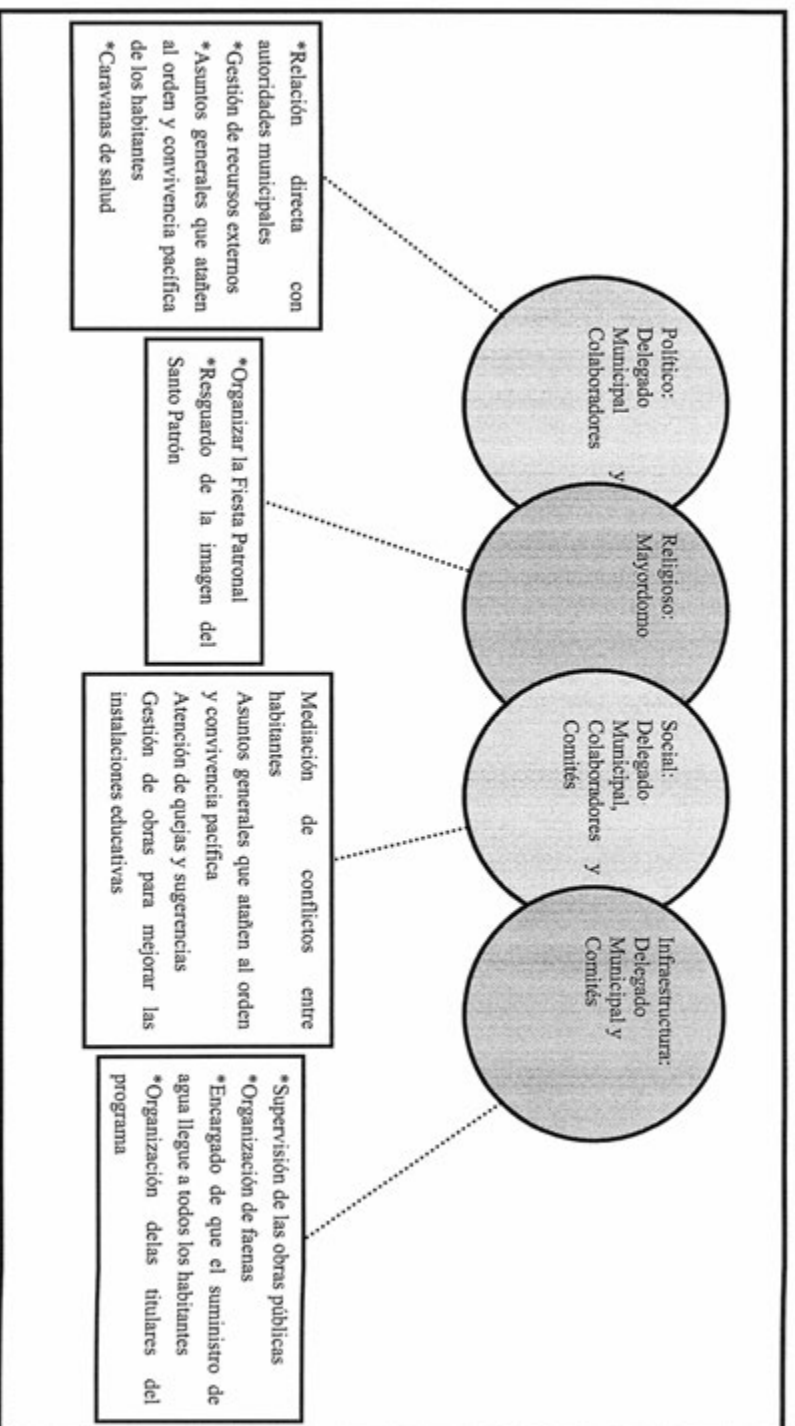 Político:
Delegado
Municipal y
Colaboradores
Religioso:
Mayordomo
Social:
Delegado
Municipal,
Colaboradores y
Comités
Infraestructura:
Delegado
Municipal y
Comités
*Relación directa con
autoridades municipales
*Gestión de recursos externos
*Asuntos generales que atañen
al orden y convivencia pacífica
de los habitantes
*Caravanas de salud
*Organizar la Fiesta Patronal
*Resguardo de la imagen del
Santo Patrón
Mediación de conflictos entre
habitantes
Asuntos generales que atañen al orden
y convivencia pacífica
Atención de quejas y sugerencias
Gestión de obras para mejorar las
instalaciones educativas
*Supervisión de las obras públicas
*Organización de faenas
*Encargado de que el suministro de
agua llegue a todos los habitantes
*Organización delas titulares del
programa